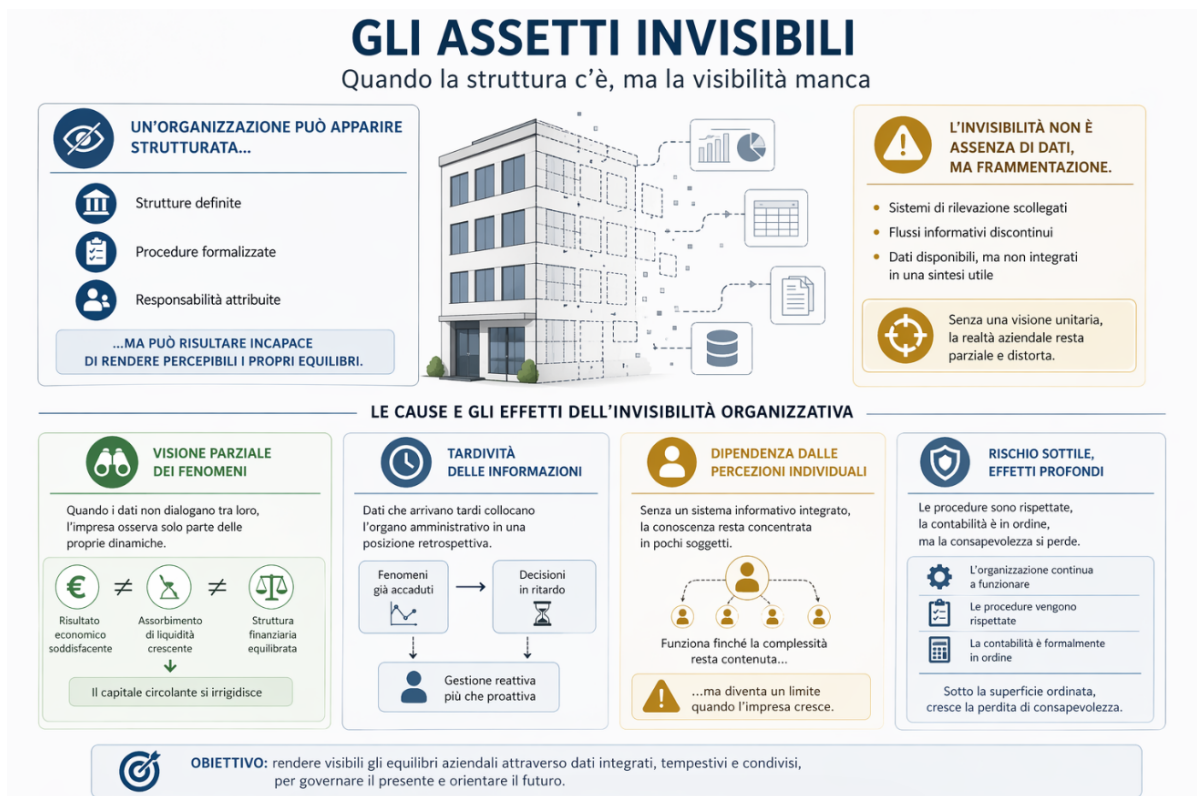 GLI ASSETTI INVISIBILI
Quando la struttura c'è, ma la visibilità manca
UN'ORGANIZZAZIONE PUÒ APPARIRE
STRUTTURATA...
Strutture definite
Procedure formalizzate
Responsabilità attribuite
...MA PUÒ RISULTARE INCAPACE
DI RENDERE PERCEPIBILI I PROPRI EQUILIBRI.
L'INVISIBILITÀ NON È
ASSENZA DI DATI,
MA FRAMMENTAZIONE.
• Sistemi di rilevazione scollegati
• Flussi informativi discontinui
• Dati disponibili, ma non integrati
in una sintesi utile
Senza una visione unitaria,
la realtà aziendale resta
parziale e distorta.
LE CAUSE E GLI EFFETTI DELL'INVISIBILITÀ ORGANIZZATIVA
VISIONE PARZIALE
DEI FENOMENI
Quando i dati non dialogano tra loro,
l'impresa osserva solo parte delle
proprie dinamiche.
€ ≠ ≠
Risultato
economico
soddisfacente
Assorbimento
di liquidità
crescente
Struttura
finanziaria
equilibrata
Il capitale circolante si irrigidisce
TARDIVITÀ
DELLE INFORMAZIONI
Dati che arrivano tardi collocano
l'organo amministrativo in una
posizione retrospettiva.
Fenomeni
già accaduti
Decisioni
in ritardo
Gestione reattiva
più che proattiva
DIPENDENZA DALLE
PERCEZIONI INDIVIDUALI
Senza un sistema informativo integrato,
la conoscenza resta concentrata
in pochi soggetti.
Funziona finché la complessità
resta contenuta...
...ma diventa un limite
quando l'impresa cresce.
RISCHIO SOTTILE,
EFFETTI PROFONDI
Le procedure sono rispettate,
la contabilità è in ordine,
ma la consapevolezza si perde.
L'organizzazione continua
a funzionare
Le procedure vengono
rispettate
La contabilità è formalmente
in ordine
Sotto la superficie ordinata,
cresce la perdita di consapevolezza.
OBIETTIVO: rendere visibili gli equilibri aziendali attraverso dati integrati, tempestivi e condivisi,
per governare il presente e orientare il futuro.